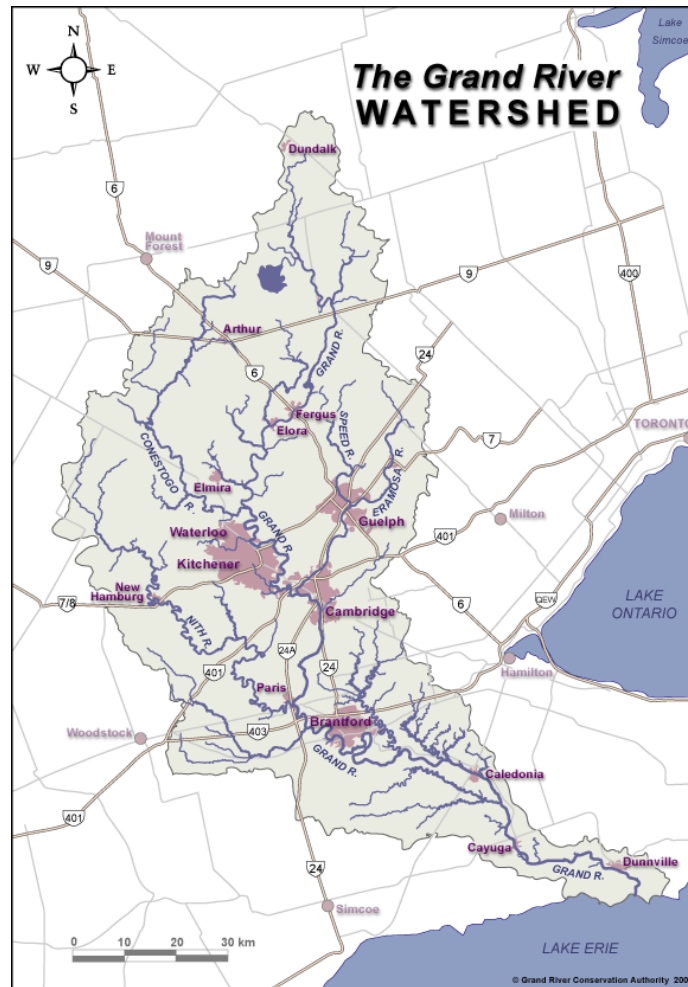 Lake
Simcoe
N
W E
S
The Grand River
WATERSHED
Dundalk
6
Mount
Forest
9
9
400
Arthur
GRAND R.
24
6
Fergus
Elora
SPEED R.
7
TORONTO
CONESTOGO R.
ERAMOSA R.
Elmira
Guelph
Milton
Waterloo
GRAND R.
401
Kitchener
New
Hamburg
7/8
Cambridge
6
QEW
LAKE
ONTARIO
NITH R.
24A
24
401
Hamilton
Paris
Woodstock
403
Brantford
GRAND R.
Caledonia
401
Cayuga
Dunnville
GRAND R.
24
Simcoe
0 10 20 30 km
LAKE ERIE
© Grand River Conservation Authority 200